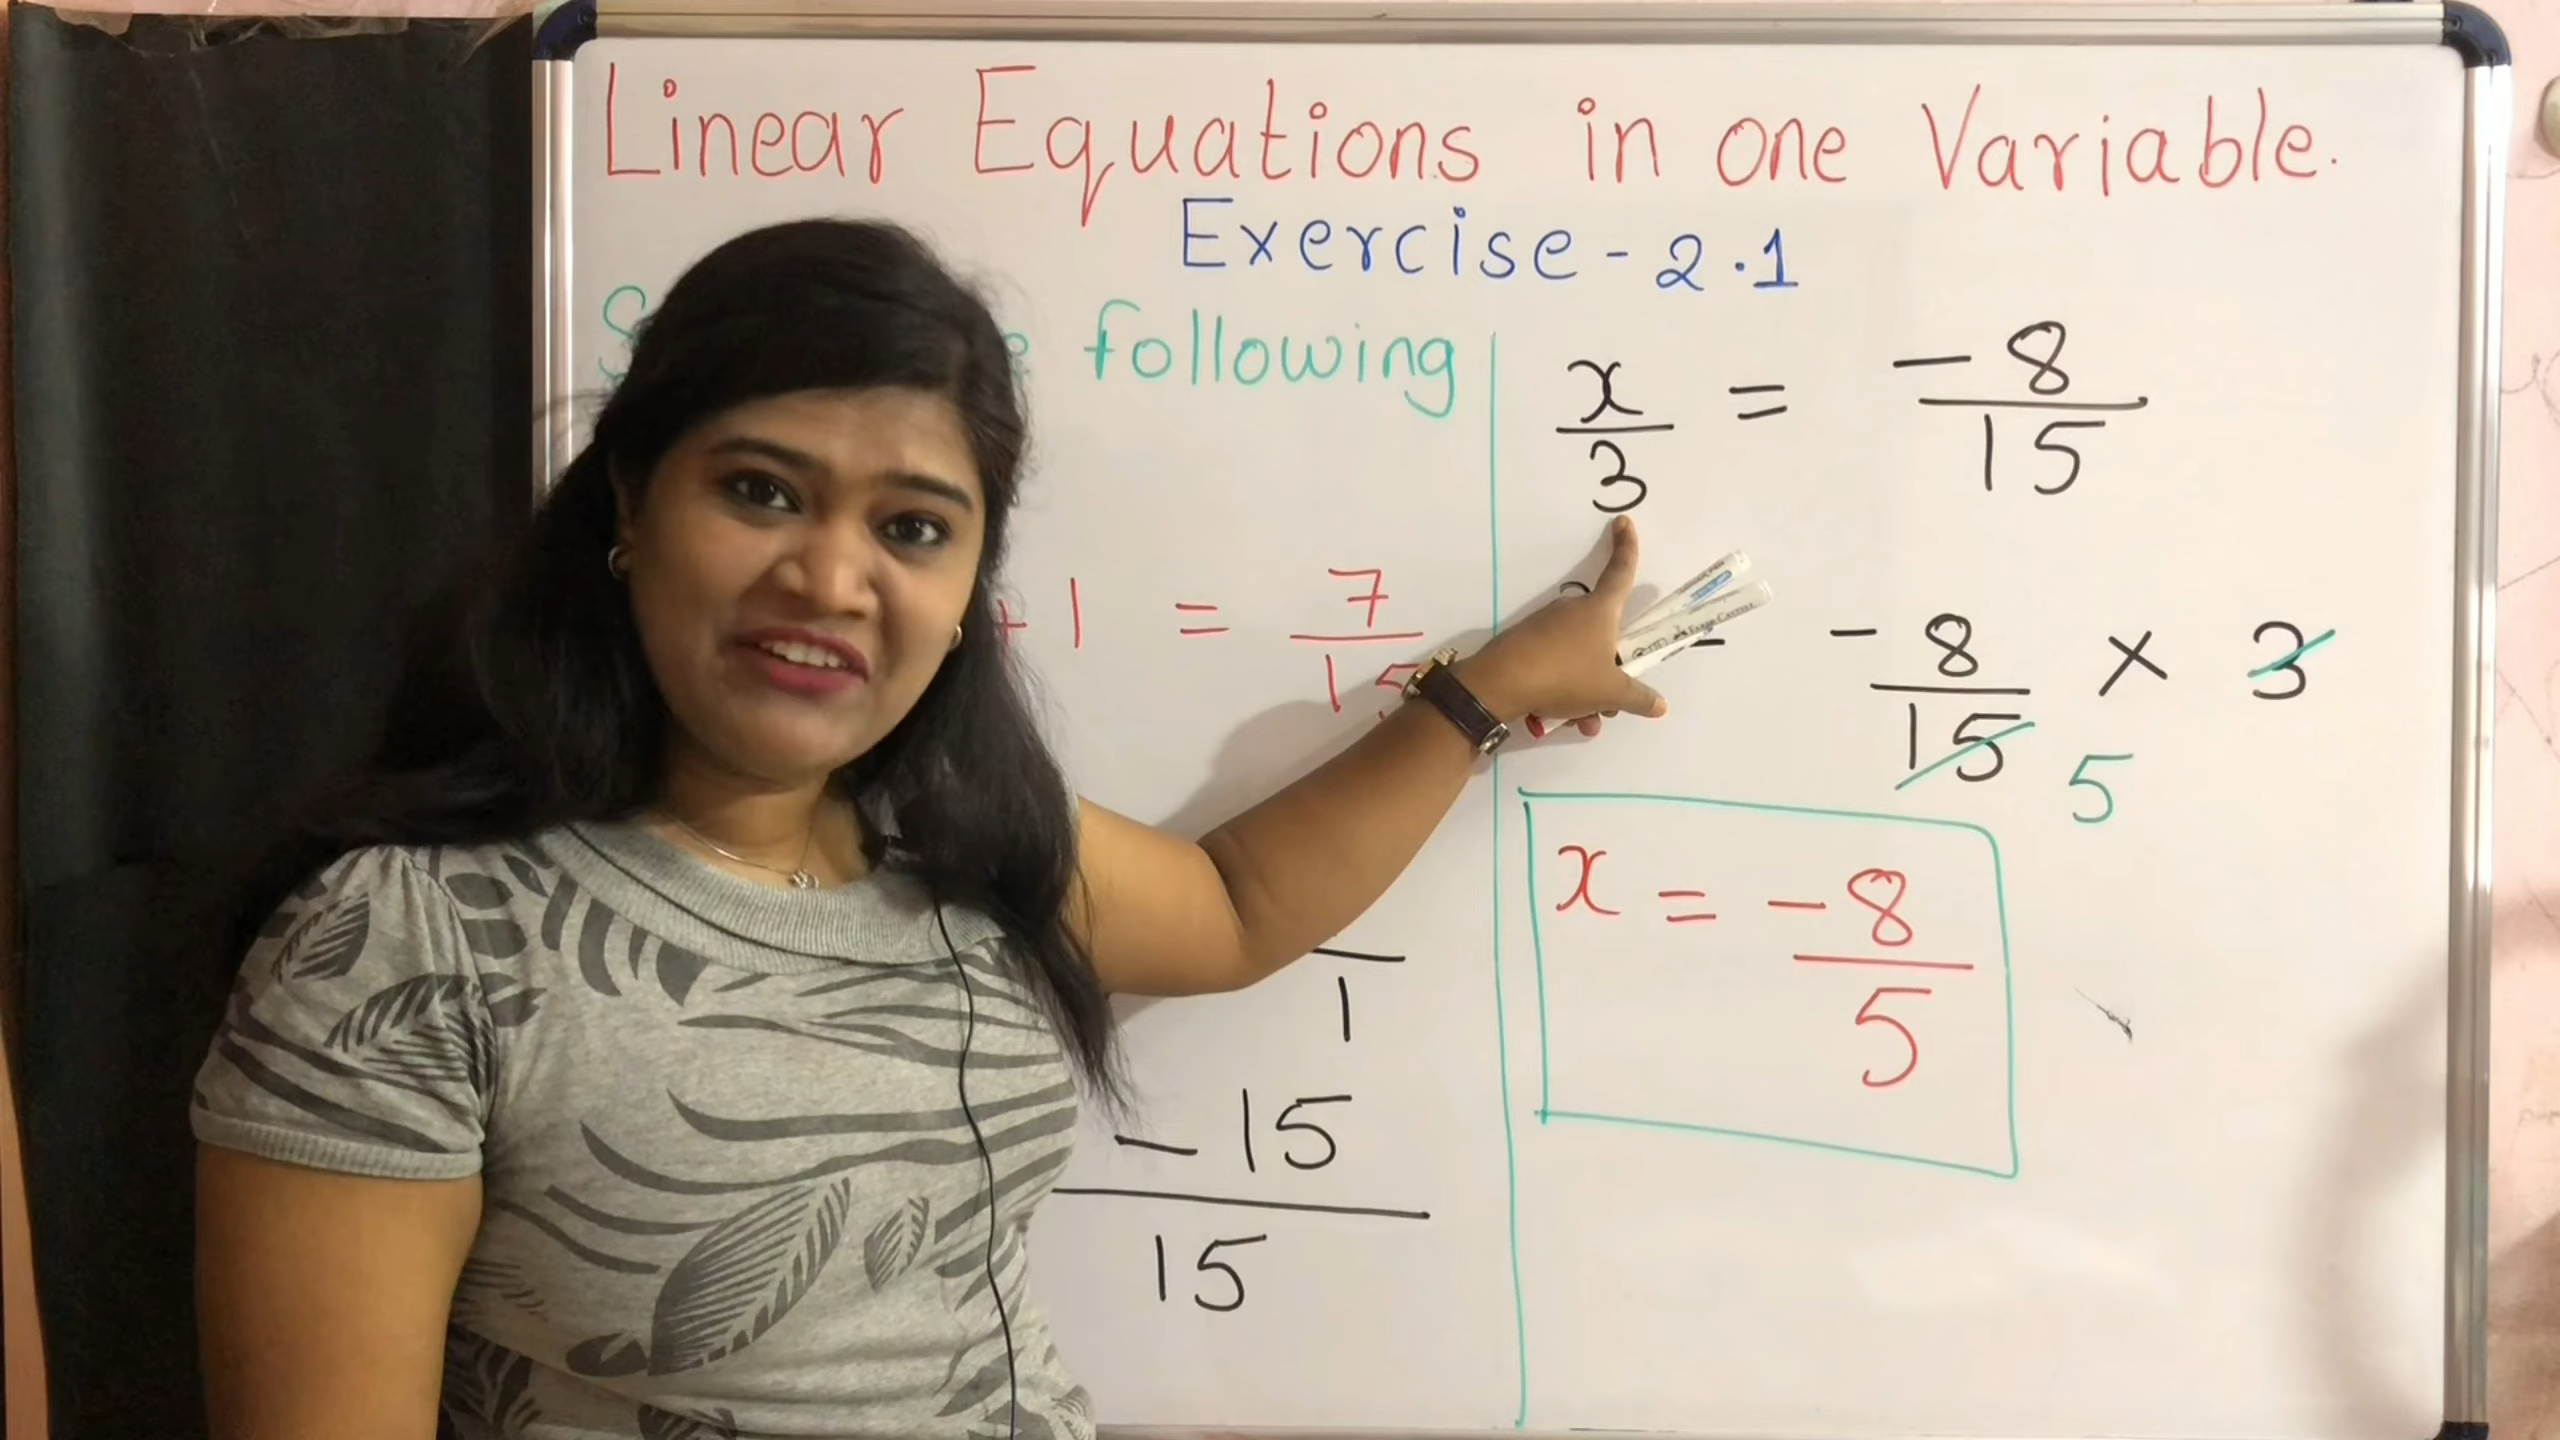 Linear Equations in one Variable.
Exercise - 2.1
following
+ 1 = 7/15
1
- 15
15
x/3 = -8/15
= -8/15 × 3
5
x = -8/5